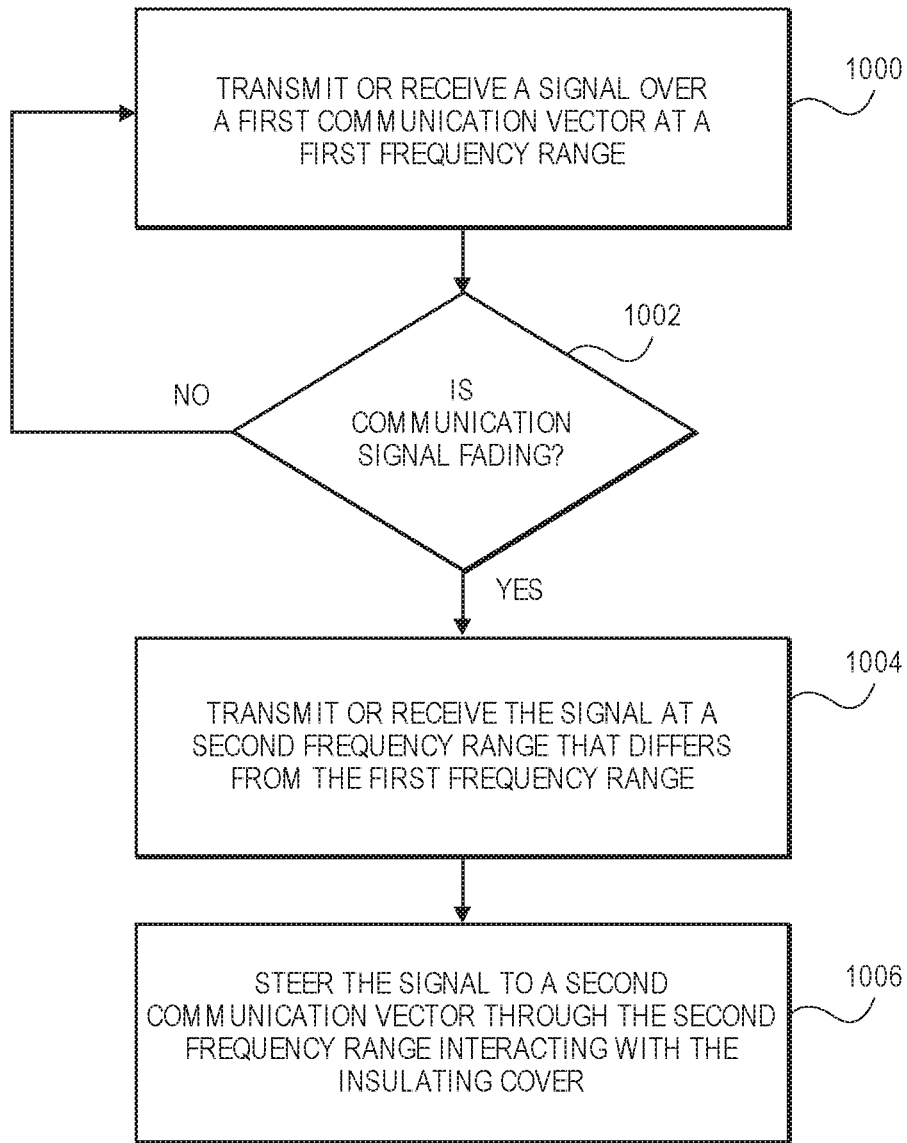 TRANSMIT OR RECEIVE A SIGNAL OVER
A FIRST COMMUNICATION VECTOR AT A
FIRST FREQUENCY RANGE
1000
1002
IS
COMMUNICATION
SIGNAL FADING?
NO
YES
TRANSMIT OR RECEIVE THE SIGNAL AT A
SECOND FREQUENCY RANGE THAT DIFFERS
FROM THE FIRST FREQUENCY RANGE
1004
STEER THE SIGNAL TO A SECOND
COMMUNICATION VECTOR THROUGH THE SECOND
FREQUENCY RANGE INTERACTING WITH THE
INSULATING COVER
1006